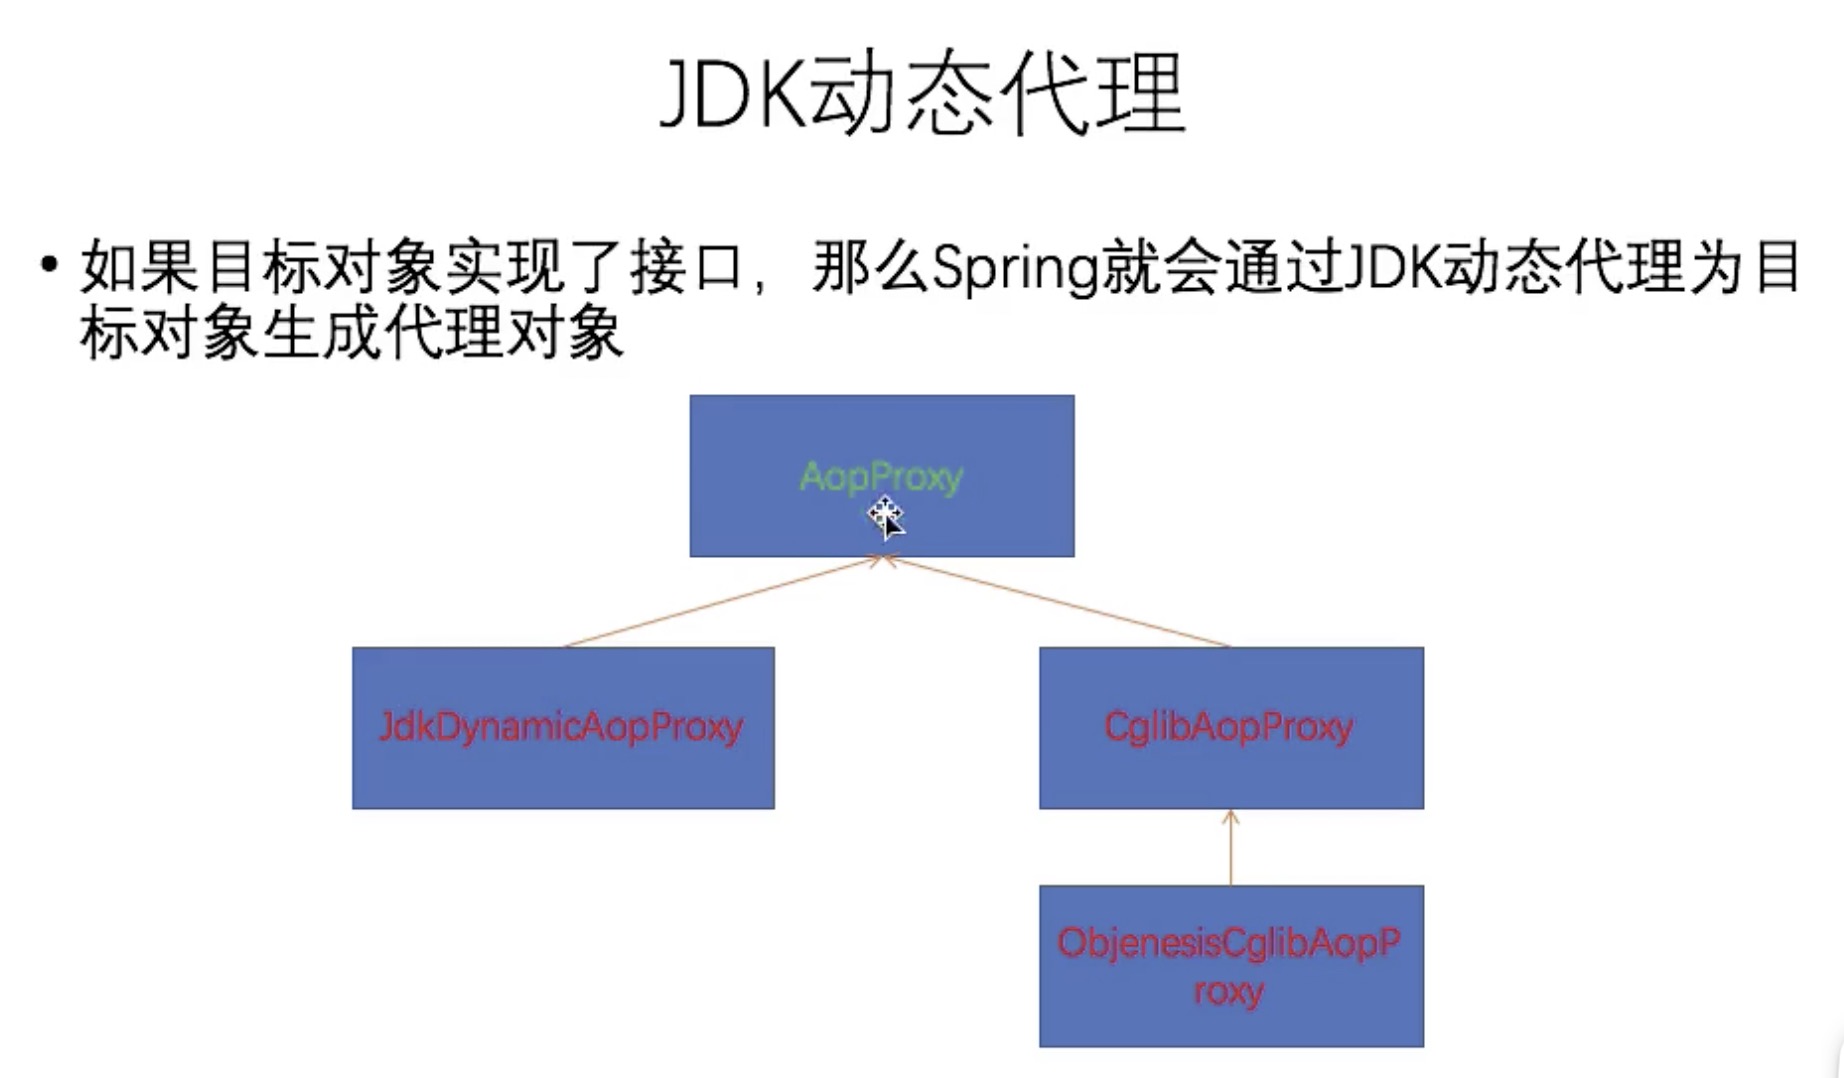 JDK动态代理
• 如果目标对象实现了接口，那么Spring就会通过JDK动态代理为目
标对象生成代理对象
AopProxy
JdkDynamicAopProxy
CglibAopProxy
ObjenesisCglibAopP
roxy